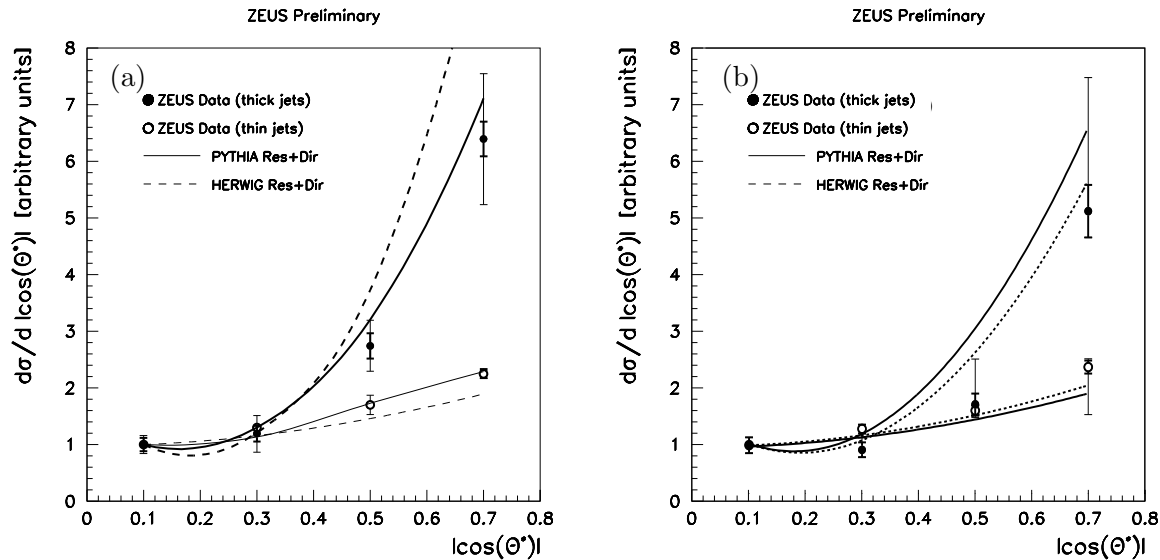 ZEUS Preliminary
dσ/d |cos(Θ*)| [arbitrary units]
8
7
6
5
4
3
2
1
0
(a)
ZEUS Data (thick jets)
ZEUS Data (thin jets)
PYTHIA Res+Dir
HERWIG Res+Dir
0 0.1 0.2 0.3 0.4 0.5 0.6 0.7 0.8
|cos(Θ*)|
ZEUS Preliminary
dσ/d |cos(Θ*)| [arbitrary units]
8
7
6
5
4
3
2
1
0
(b)
ZEUS Data (thick jets)
ZEUS Data (thin jets)
PYTHIA Res+Dir
HERWIG Res+Dir
0 0.1 0.2 0.3 0.4 0.5 0.6 0.7 0.8
|cos(Θ*)|